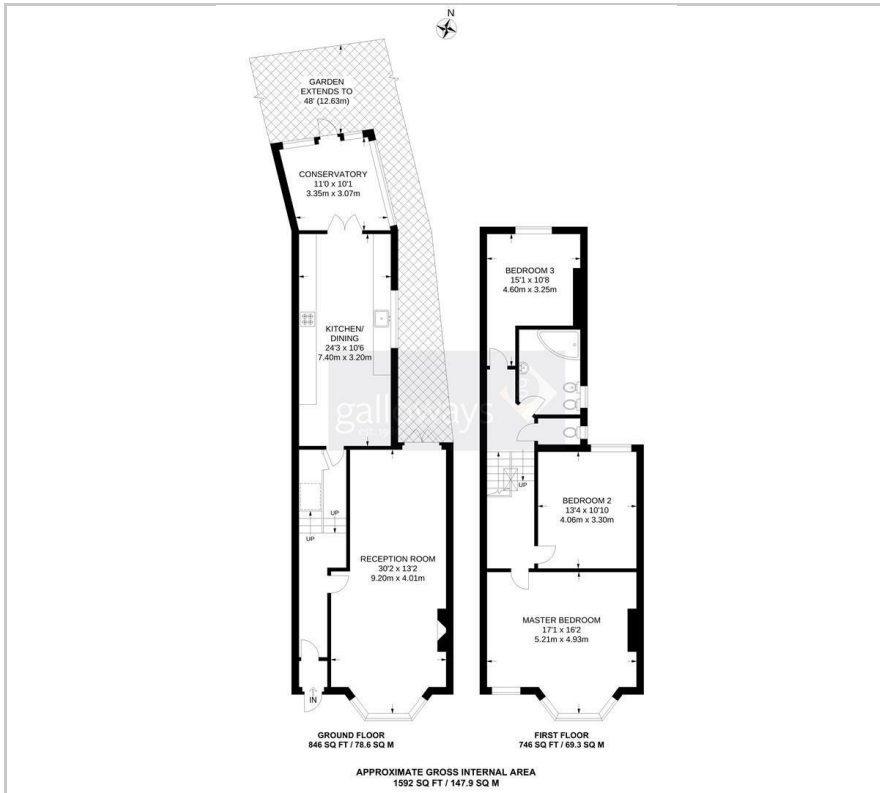 N
GARDEN
EXTENDS TO
48' (12.63m)
CONSERVATORY
11'0 x 10'1
3.35m x 3.07m
KITCHEN/
DINING
24'3 x 10'6
7.40m x 3.20m
galloways
UP
UP
RECEPTION ROOM
30'2 x 13'2
9.20m x 4.01m
IN
GROUND FLOOR
846 SQ FT / 78.6 SQ M
BEDROOM 3
15'1 x 10'8
4.60m x 3.25m
UP
BEDROOM 2
13'4 x 10'10
4.06m x 3.30m
MASTER BEDROOM
17'1 x 16'2
5.21m x 4.93m
FIRST FLOOR
746 SQ FT / 69.3 SQ M
APPROXIMATE GROSS INTERNAL AREA
1592 SQ FT / 147.9 SQ M